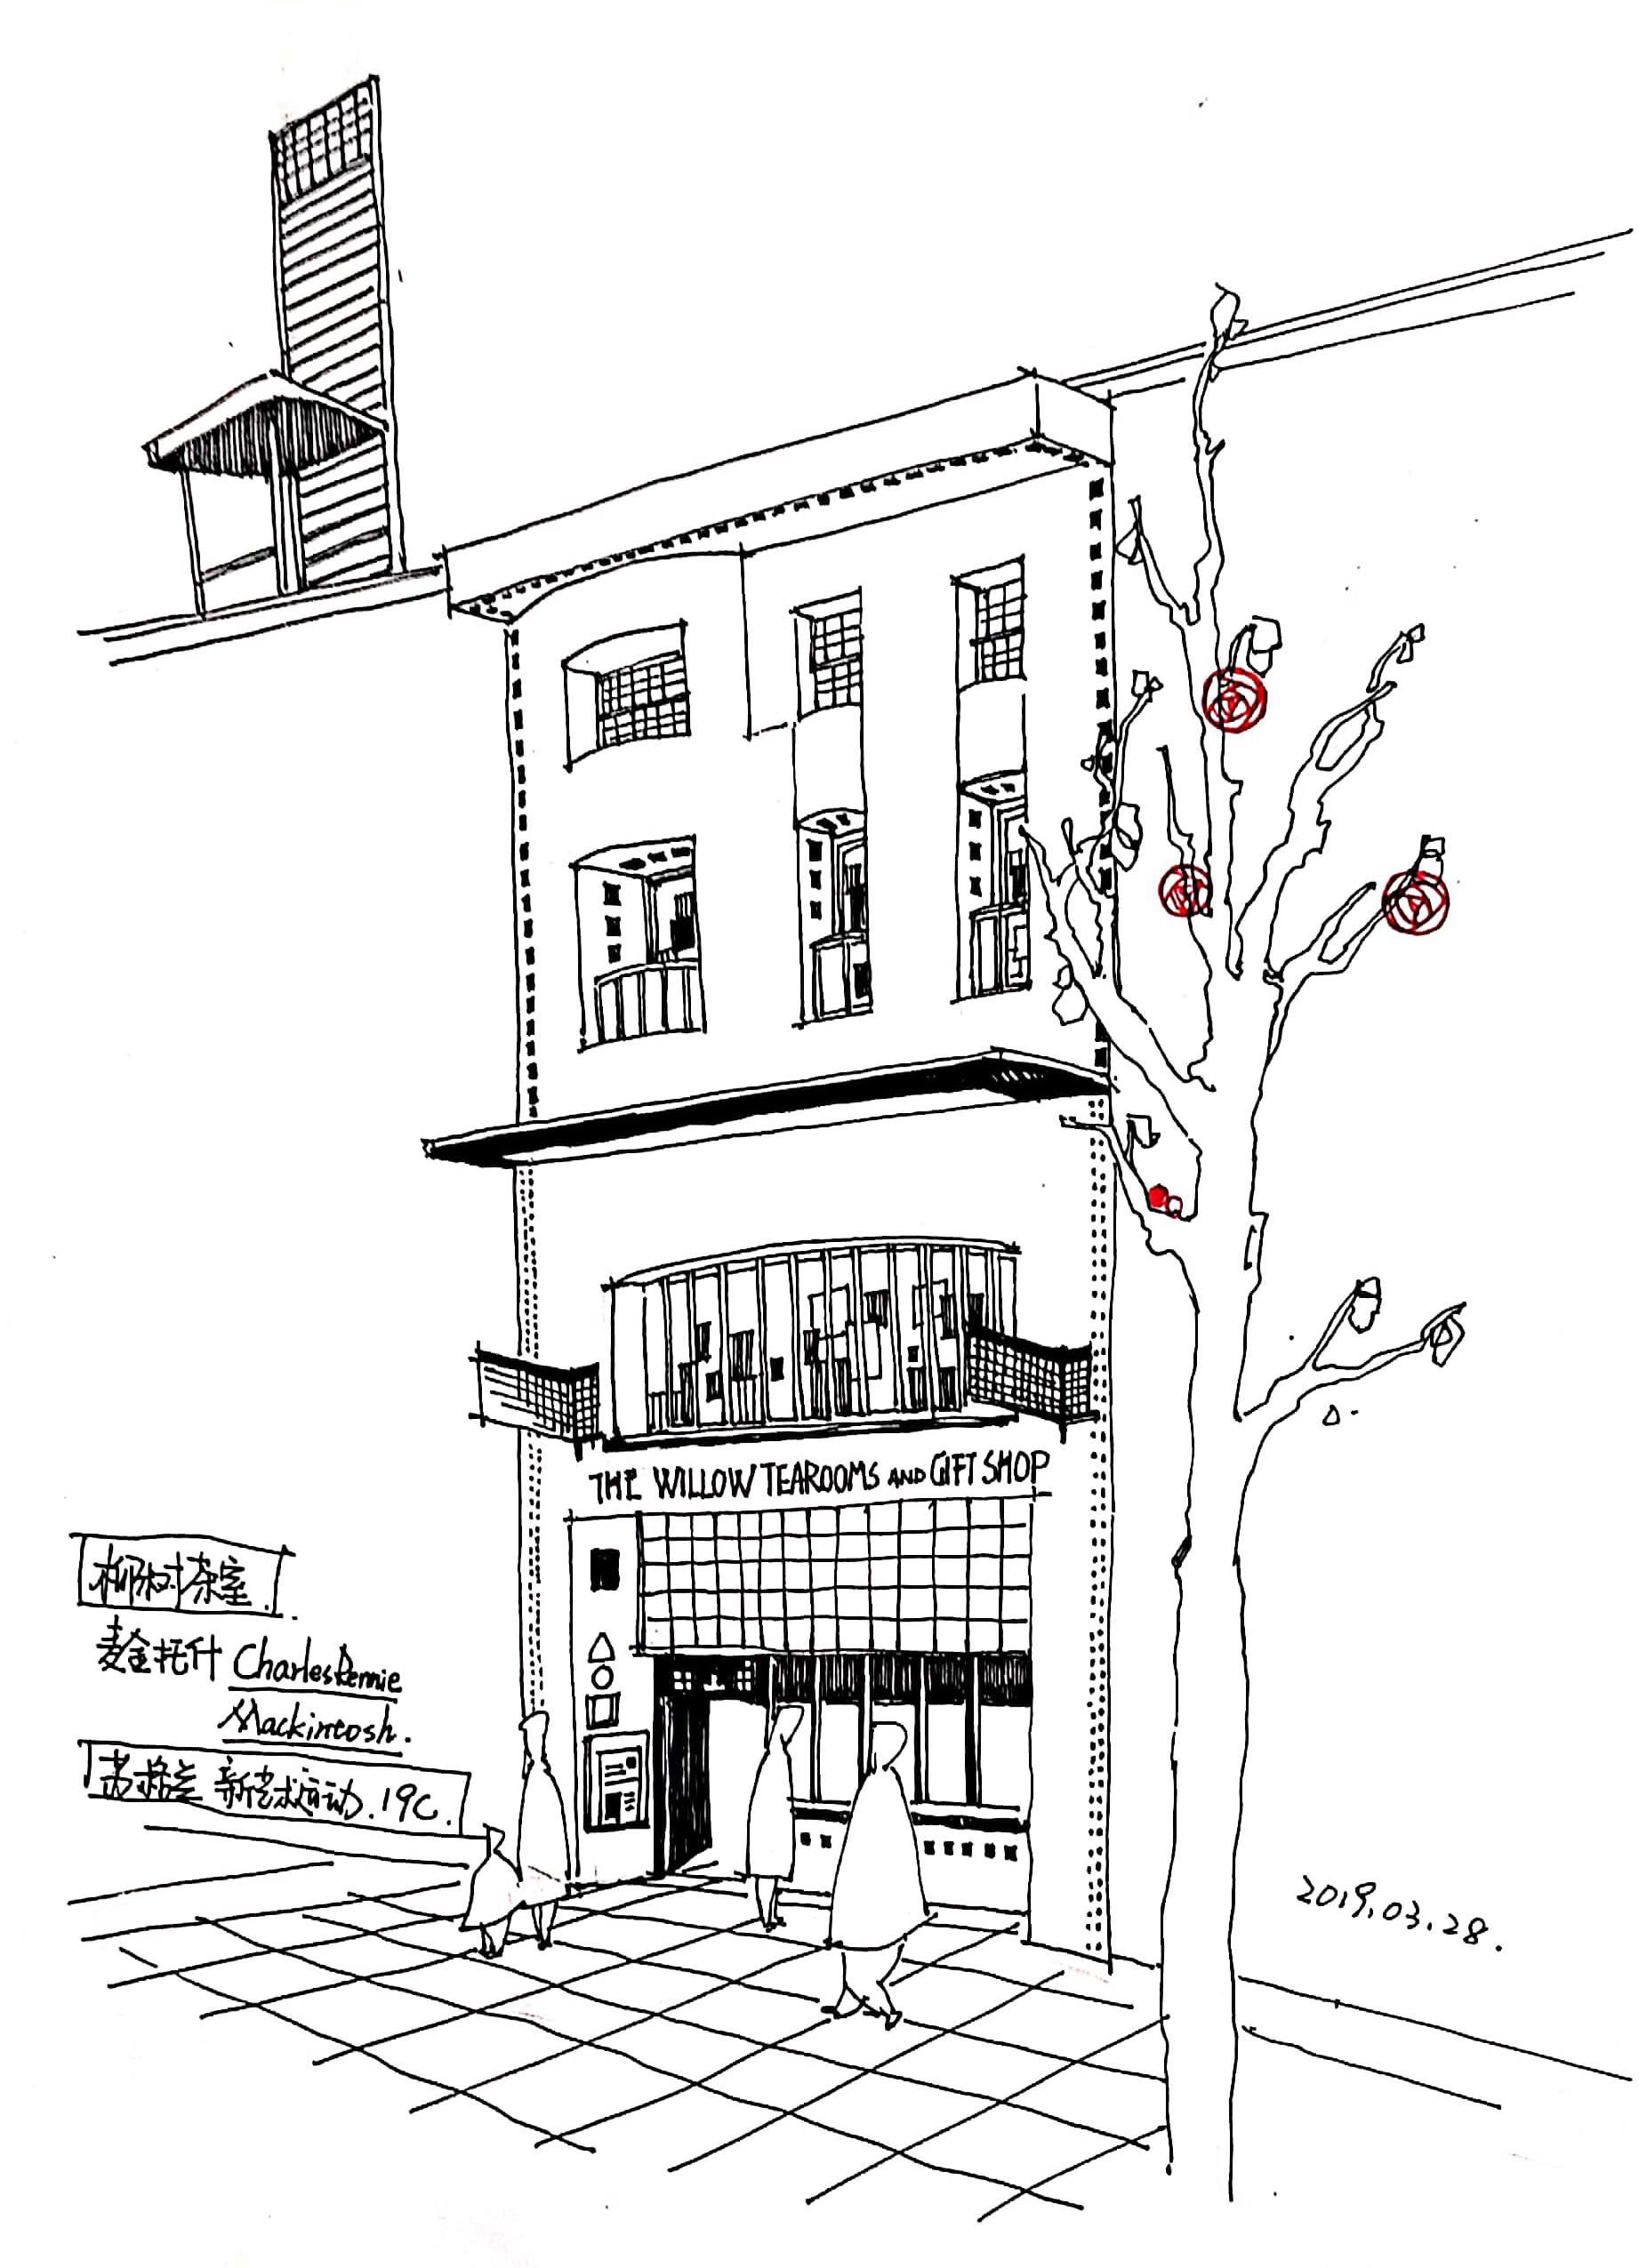 THE WILLOW TEAROOMS AND GIFT SHOP
柳树茶室.
麦金托什 Charles Rennie
Mackintosh.
苏格兰 新艺术运动.19C.
2019.03.28.